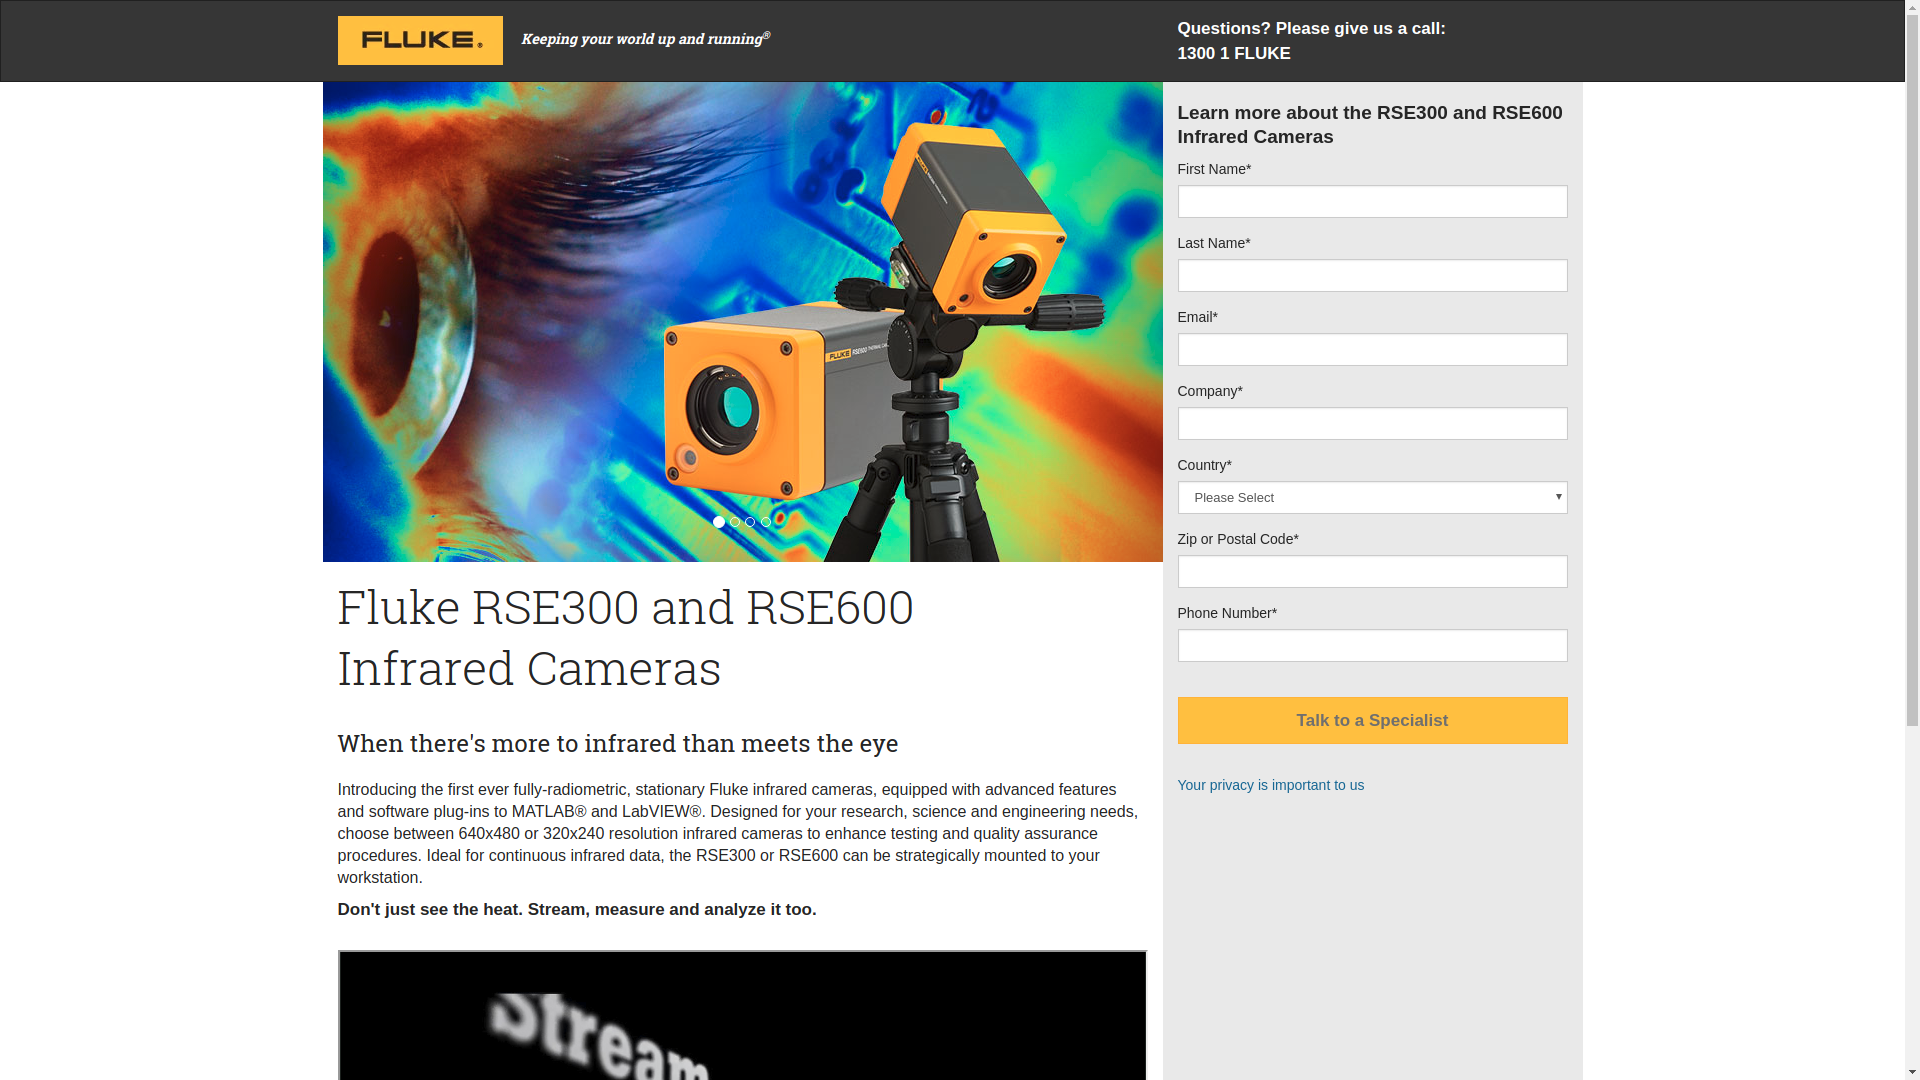 FLUKE®
Keeping your world up and running®
Questions? Please give us a call:
1300 1 FLUKE
FLUKE RSE600
Learn more about the RSE300 and RSE600
Infrared Cameras
First Name*
Last Name*
Email*
Company*
Country*
Please Select
Zip or Postal Code*
Phone Number*
Talk to a Specialist
Your privacy is important to us
Fluke RSE300 and RSE600
Infrared Cameras
When there's more to infrared than meets the eye
Introducing the first ever fully-radiometric, stationary Fluke infrared cameras, equipped with advanced features
and software plug-ins to MATLAB® and LabVIEW®. Designed for your research, science and engineering needs,
choose between 640x480 or 320x240 resolution infrared cameras to enhance testing and quality assurance
procedures. Ideal for continuous infrared data, the RSE300 or RSE600 can be strategically mounted to your
workstation.
Don't just see the heat. Stream, measure and analyze it too.
Stream